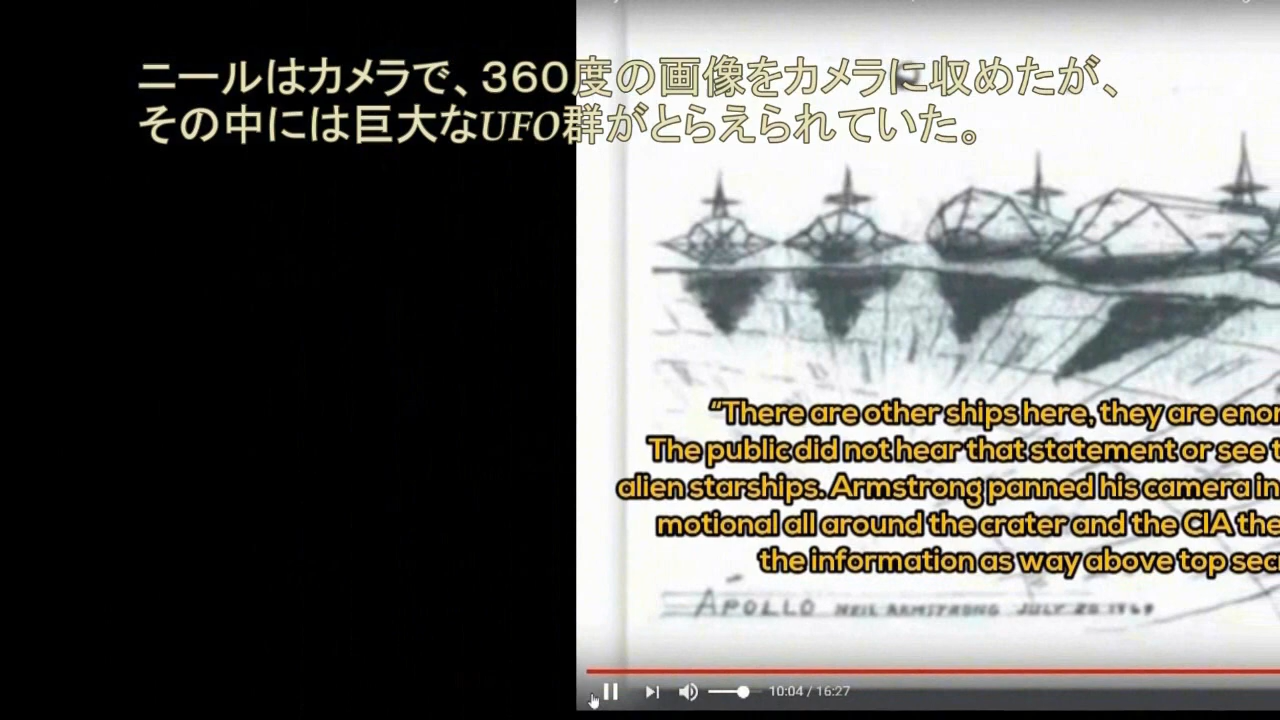 ニールはカメラで、360度の画像をカメラに収めたが、
その中には巨大なUFO群がとらえられていた。
“There are other ships here, they are enor
The public did not hear that statement or see t
alien starships. Armstrong panned his camera in
motional all around the crater and the CIA the
the information as way above top sec
APOLLO NEIL ARMSTRONG JULY 20 1969
10:04 / 16:27